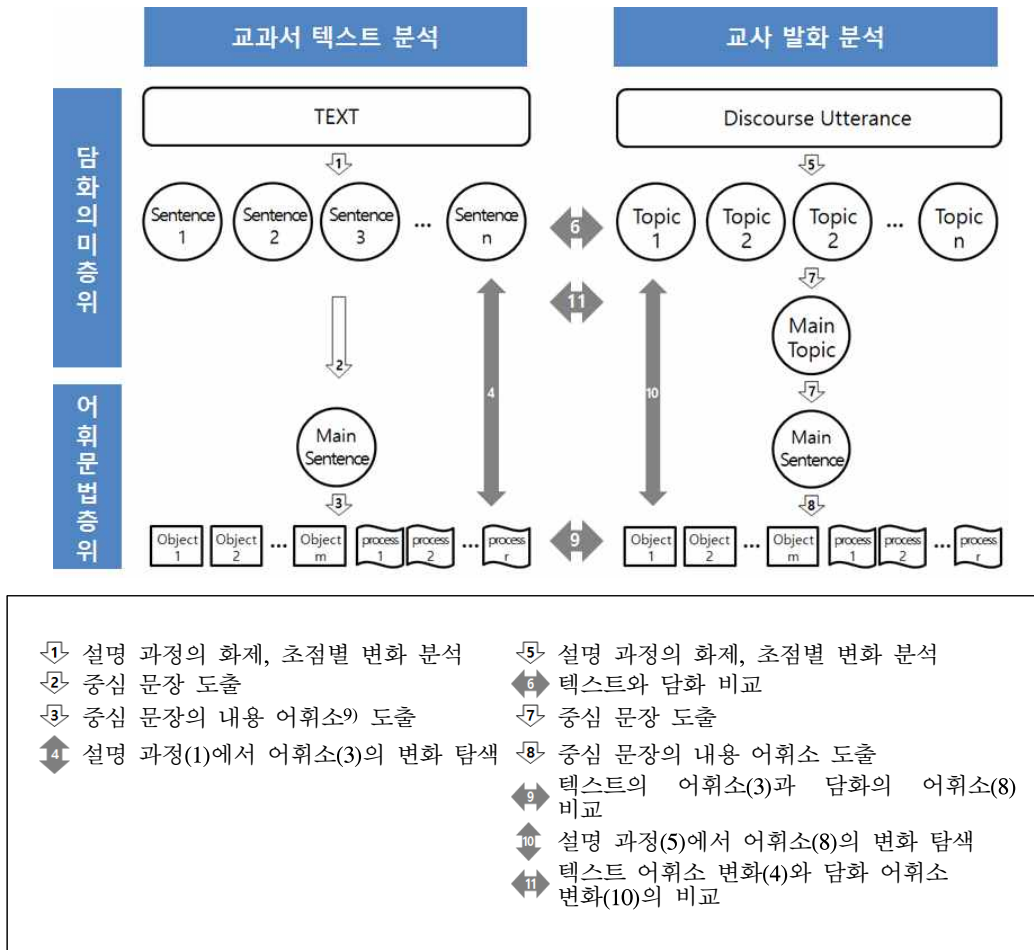 교과서 텍스트 분석
교사 발화 분석
담화의미층위
TEXT
Discourse Utterance
1
5
Sentence 1
Sentence 2
Sentence 3
...
Sentence n
6
Topic 1
Topic 2
Topic 2
...
Topic n
11
7
Main Topic
2
4
10
7
어휘문법층위
Main Sentence
Main Sentence
3
8
Object 1
Object 2
...
Object m
process 1
process 2
...
process r
9
Object 1
Object 2
...
Object m
process 1
process 2
...
process r
1 설명 과정의 화제, 초점별 변화 분석
2 중심 문장 도출
3 중심 문장의 내용 어휘소9) 도출
4 설명 과정(1)에서 어휘소(3)의 변화 탐색
5 설명 과정의 화제, 초점별 변화 분석
6 텍스트와 담화 비교
7 중심 문장 도출
8 중심 문장의 내용 어휘소 도출
9 텍스트의 어휘소(3)과 담화의 어휘소(8)
비교
10 설명 과정(5)에서 어휘소(8)의 변화 탐색
11 텍스트 어휘소 변화(4)와 담화 어휘소
변화(10)의 비교